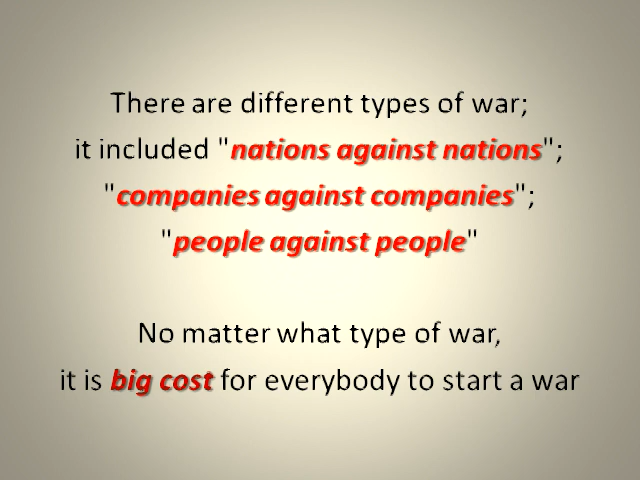 There are different types of war;
it included "nations against nations";
"companies against companies";
"people against people"
No matter what type of war,
it is big cost for everybody to start a war